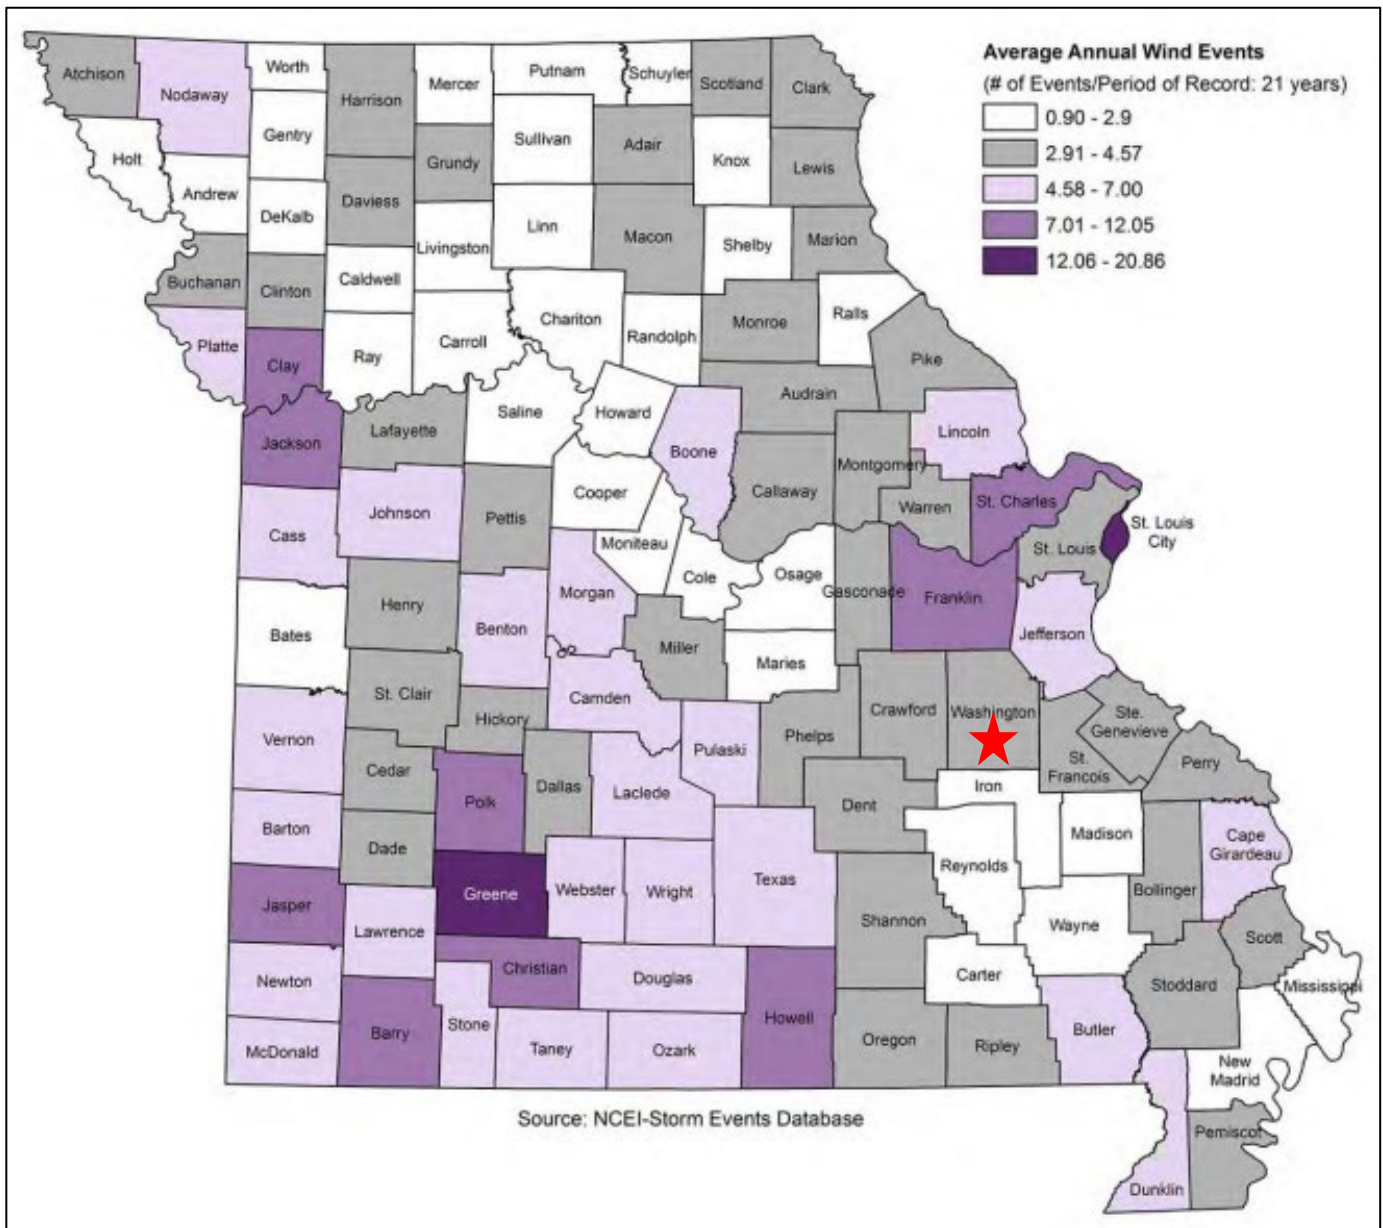 Average Annual Wind Events
(# of Events/Period of Record: 21 years)
0.90 - 2.9
2.91 - 4.57
4.58 - 7.00
7.01 - 12.05
12.06 - 20.86
Atchison
Nodaway
Worth
Harrison
Mercer
Putnam
Schuyler
Scotland
Clark
Holt
Andrew
Gentry
DeKalb
Daviess
Grundy
Sullivan
Adair
Knox
Lewis
Livingston
Linn
Macon
Shelby
Marion
Buchanan
Clinton
Caldwell
Platte
Clay
Ray
Carroll
Chariton
Randolph
Monroe
Ralls
Pike
Audrain
Jackson
Lafayette
Saline
Howard
Boone
Callaway
Montgomery
Lincoln
Warren
St. Charles
St. Louis
St. Louis
City
Cass
Johnson
Pettis
Cooper
Moniteau
Cole
Osage
Gasconade
Franklin
Jefferson
Bates
Henry
Benton
Morgan
Miller
Maries
St. Clair
Hickory
Camden
Pulaski
Phelps
Crawford
Washington
Ste.
Genevieve
St.
Francois
Perry
Vernon
Cedar
Polk
Dallas
Laclede
Dent
Iron
Madison
Reynolds
Bollinger
Cape
Girardeau
Barton
Dade
Greene
Webster
Wright
Texas
Shannon
Wayne
Scott
Jasper
Lawrence
Christian
Douglas
Howell
Carter
Stoddard
Mississippi
Newton
Barry
Stone
Taney
Ozark
Oregon
Ripley
Butler
New
Madrid
McDonald
Pemiscot
Dunklin
Source: NCEI-Storm Events Database